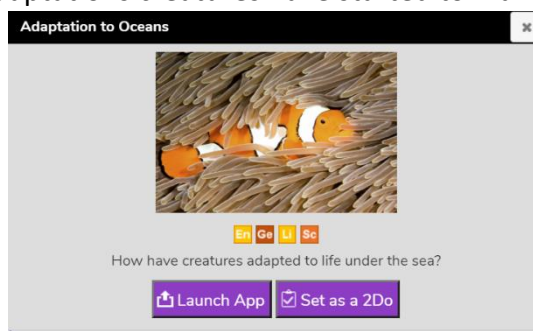 Adaptation to Oceans
En Ge Li Sc
How have creatures adapted to life under the sea?
Launch App
Set as a 2Do